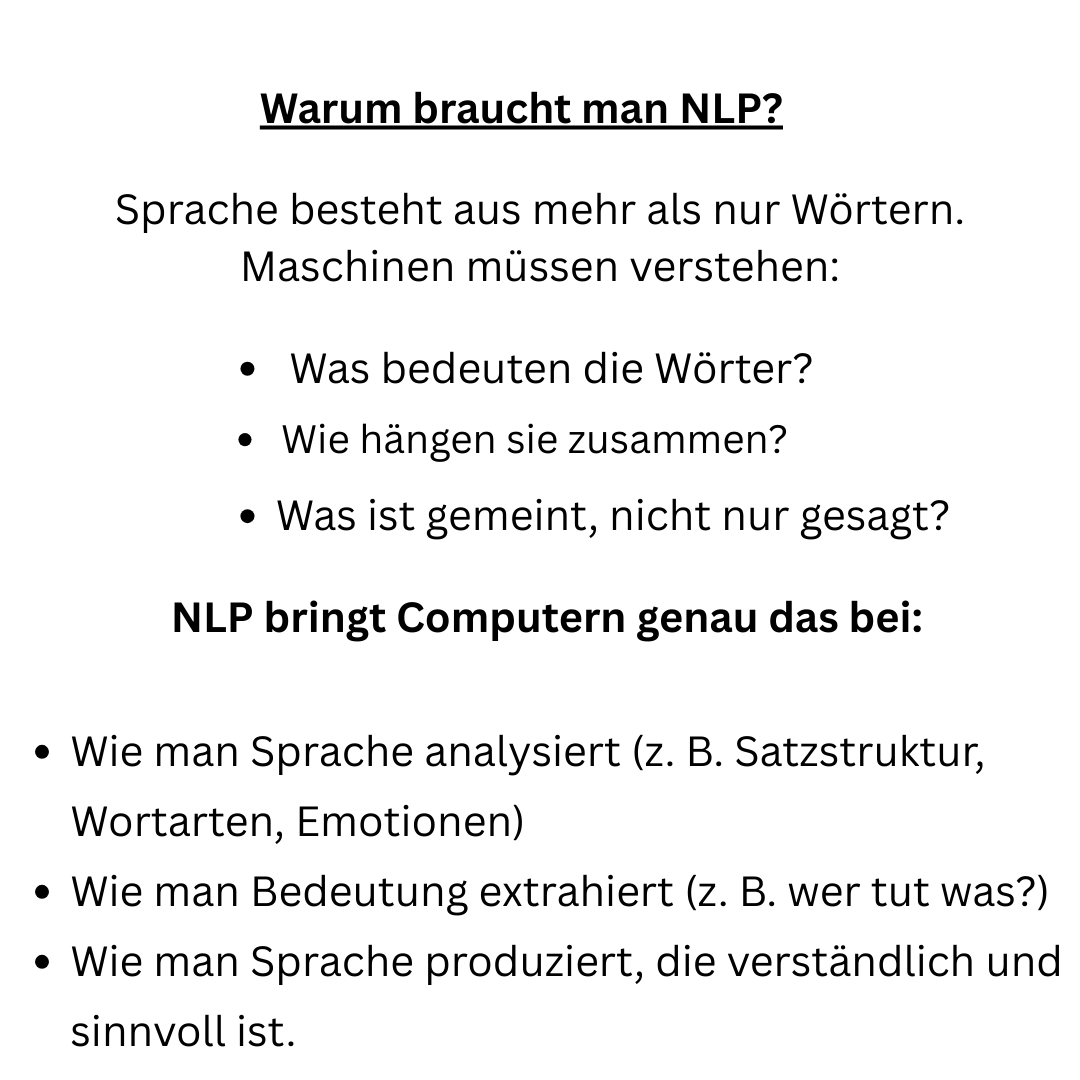 Warum braucht man NLP?
Sprache besteht aus mehr als nur Wörtern.
Maschinen müssen verstehen:
• Was bedeuten die Wörter?
• Wie hängen sie zusammen?
• Was ist gemeint, nicht nur gesagt?
NLP bringt Computern genau das bei:
• Wie man Sprache analysiert (z. B. Satzstruktur,
Wortarten, Emotionen)
• Wie man Bedeutung extrahiert (z. B. wer tut was?)
• Wie man Sprache produziert, die verständlich und
sinnvoll ist.